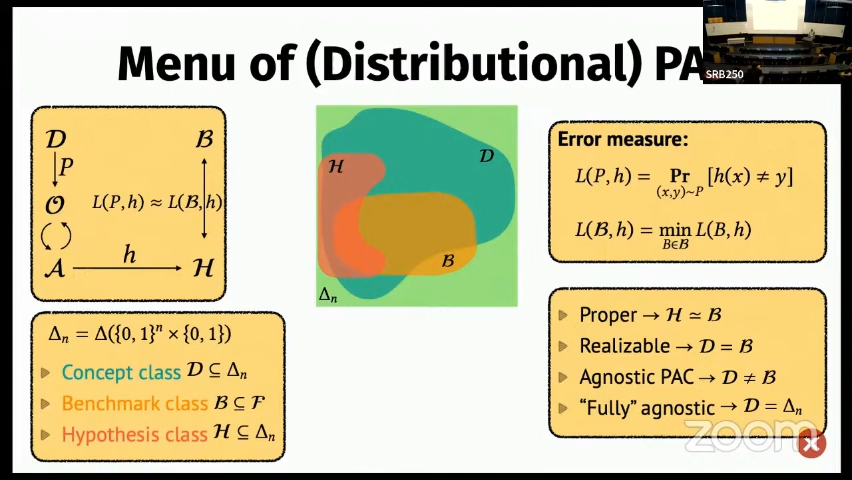 Menu of (Distributional) PA
SRB250
𝒟 ℬ
P
𝒪 L(P, h) ≈ L(ℬ, h)
h
𝒜 ℋ
ℋ 𝒟
ℬ
Δₙ
Error measure:
L(P, h) = Pr [h(x) ≠ y]
(x,y)~P
L(ℬ, h) = min L(B, h)
B∈ℬ
Δₙ = Δ({0, 1}ⁿ × {0, 1})
Concept class 𝒟 ⊆ Δₙ
Benchmark class ℬ ⊆ ℱ
Hypothesis class ℋ ⊆ Δₙ
Proper → ℋ ≃ ℬ
Realizable → 𝒟 = ℬ
Agnostic PAC → 𝒟 ≠ ℬ
“Fully” agnostic → 𝒟 = Δₙ
zoom